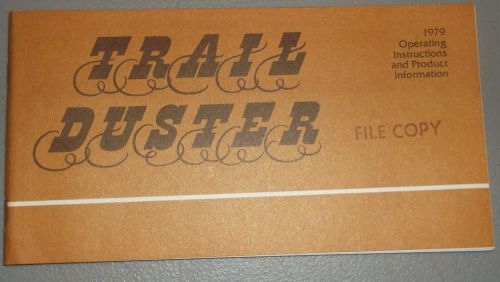 TRAIL
DUSTER
1979
Operating
Instructions
and Product
Information
FILE COPY